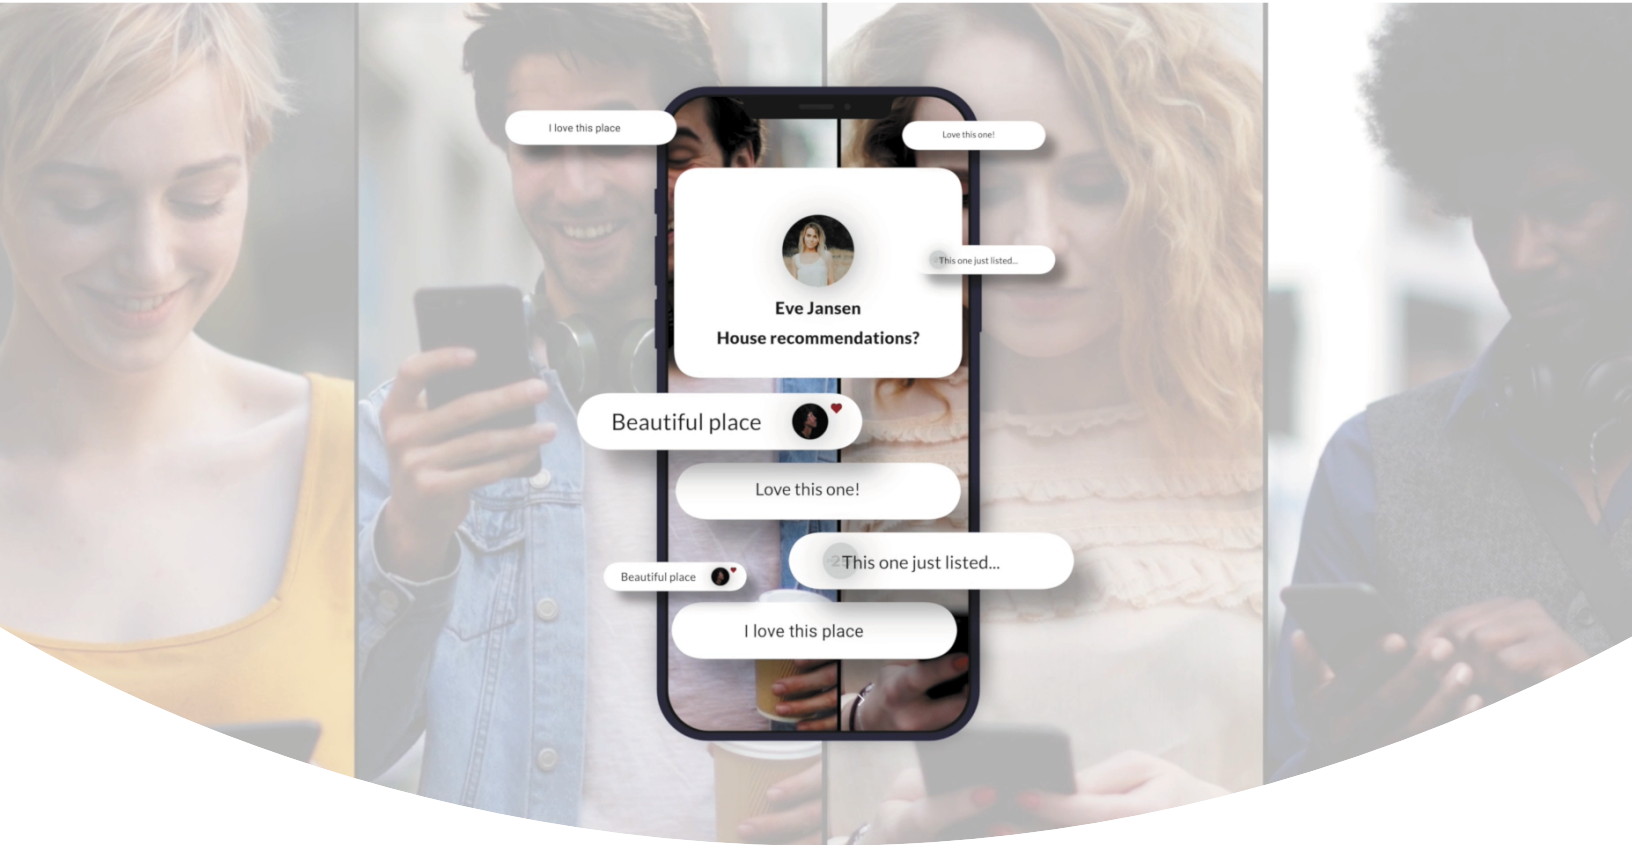 I love this place
Love this one!
This one just listed...
Eve Jansen
House recommendations?
Beautiful place
Love this one!
This one just listed...
Beautiful place
I love this place